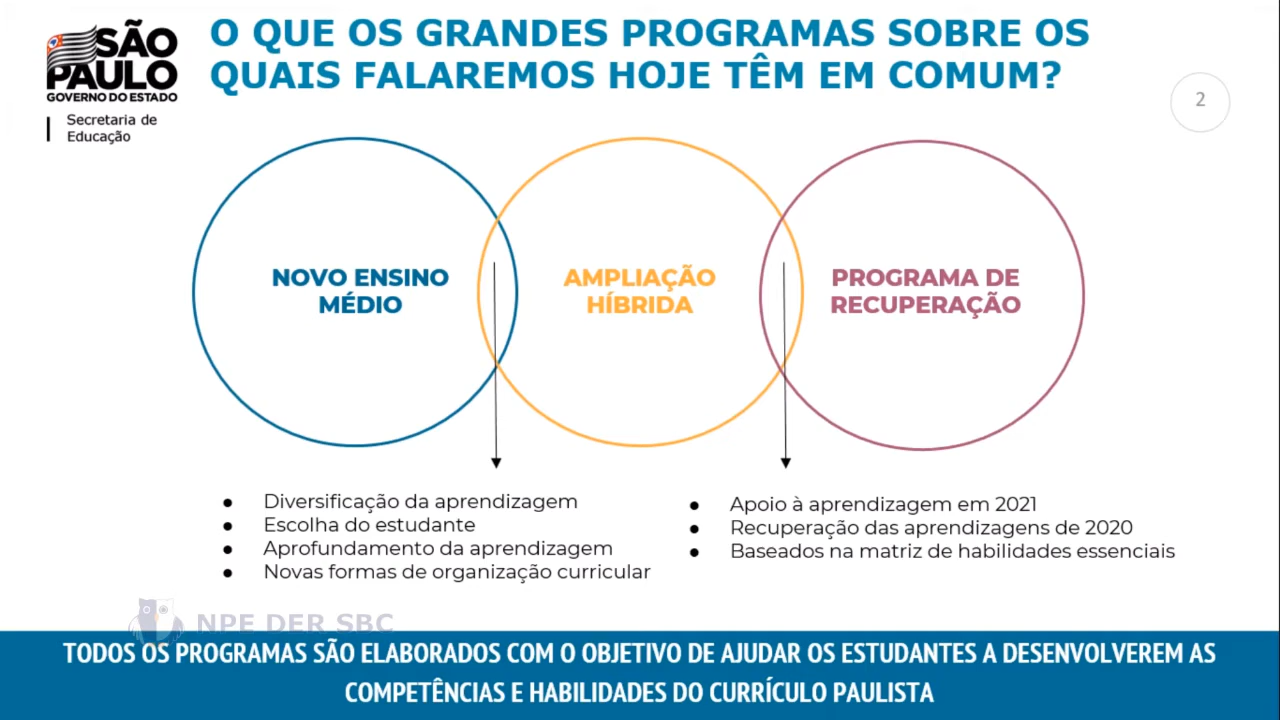 SÃO
PAULO
GOVERNO DO ESTADO
Secretaria de
Educação
O QUE OS GRANDES PROGRAMAS SOBRE OS
QUAIS FALAREMOS HOJE TÊM EM COMUM?
2
NOVO ENSINO
MÉDIO
AMPLIAÇÃO
HÍBRIDA
PROGRAMA DE
RECUPERAÇÃO
● Diversificação da aprendizagem
● Escolha do estudante
● Aprofundamento da aprendizagem
● Novas formas de organização curricular
● Apoio à aprendizagem em 2021
● Recuperação das aprendizagens de 2020
● Baseados na matriz de habilidades essenciais
NPE DER SBC
TODOS OS PROGRAMAS SÃO ELABORADOS COM O OBJETIVO DE AJUDAR OS ESTUDANTES A DESENVOLVEREM AS
COMPETÊNCIAS E HABILIDADES DO CURRÍCULO PAULISTA